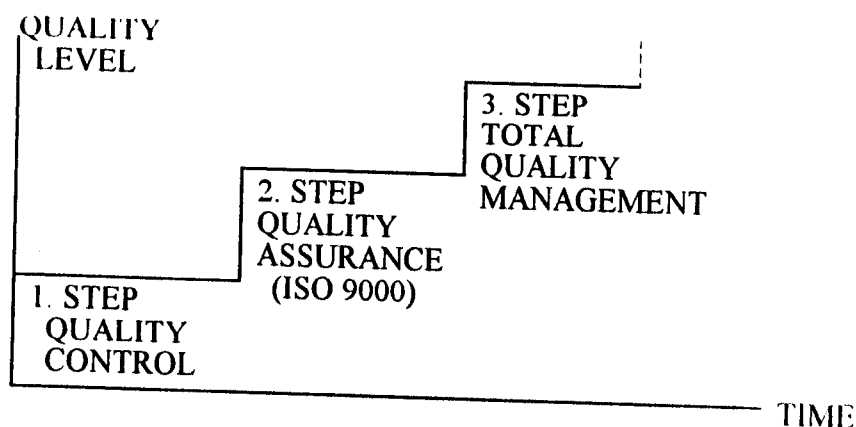 QUALITY
LEVEL
3. STEP
TOTAL
QUALITY
MANAGEMENT
2. STEP
QUALITY
ASSURANCE
(ISO 9000)
1. STEP
QUALITY
CONTROL
TIME